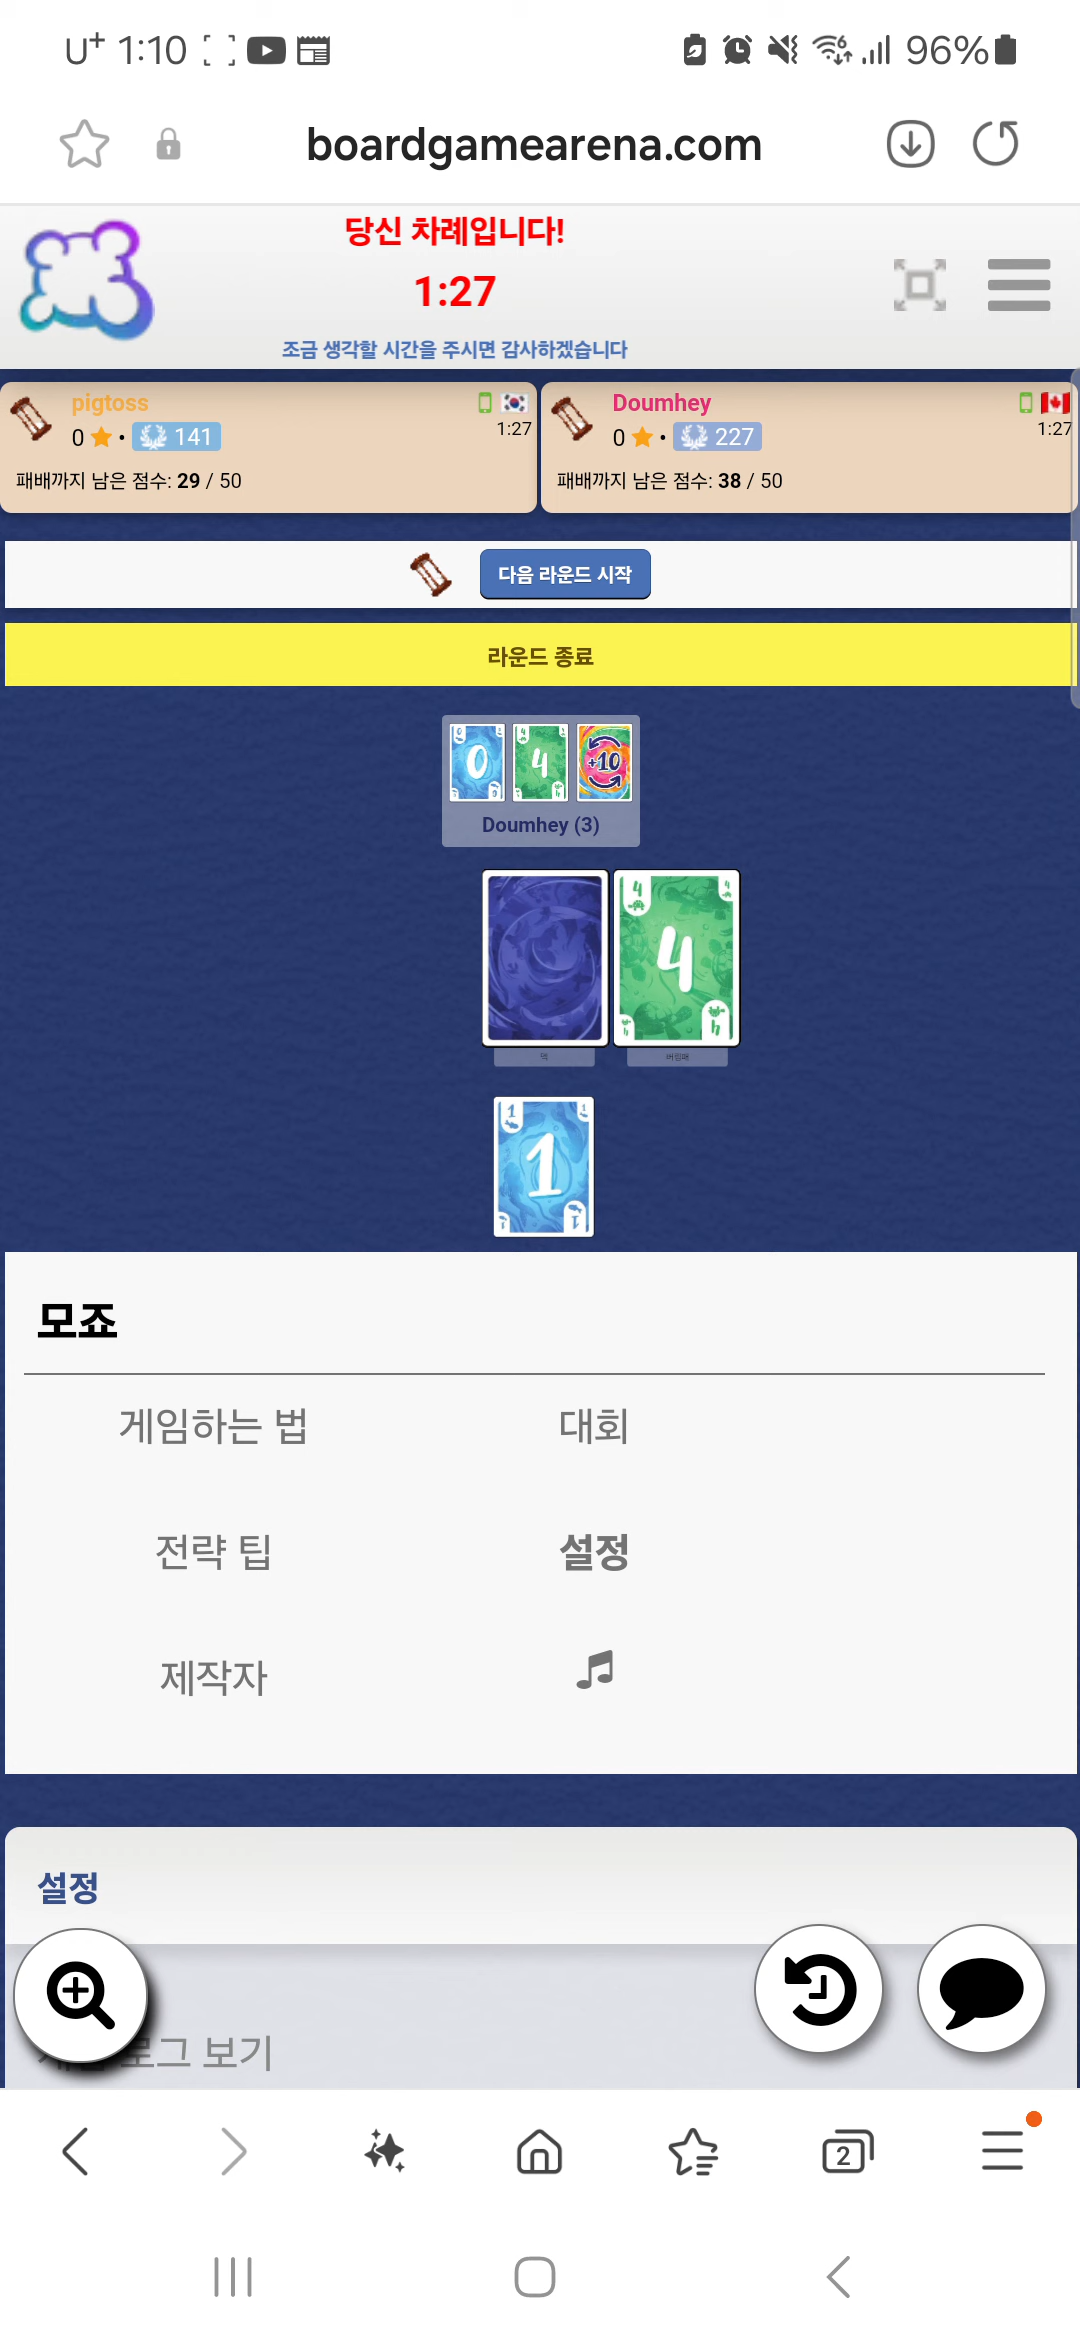 U+ 1:10 96%
boardgamearena.com
당신 차례입니다!
1:27
조금 생각할 시간을 주시면 감사하겠습니다
pigtoss
0 • 141
1:27
패배까지 남은 점수: 29 / 50
Doumhey
0 • 227
1:27
패배까지 남은 점수: 38 / 50
다음 라운드 시작
라운드 종료
0 4 +10
Doumhey (3)
4
덱 버림패
1
모죠
게임하는 법 대회
전략 팁 설정
제작자
설정
로그 보기
2